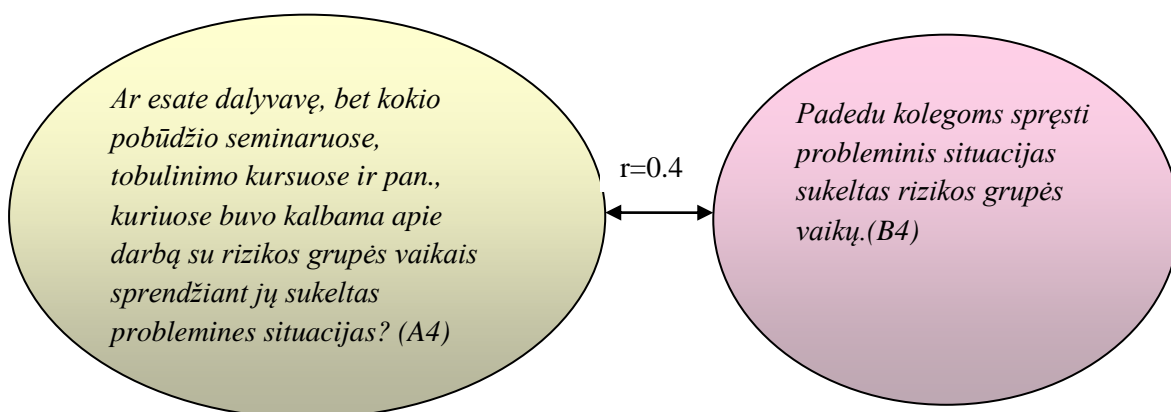 Ar esate dalyvavę, bet kokio
pobūdžio seminaruose,
tobulinimo kursuose ir pan.,
kuriuose buvo kalbama apie
darbą su rizikos grupės vaikais
sprendžiant jų sukeltas
problemines situacijas? (A4)
r=0.4
Padedu kolegoms spręsti
probleminis situacijas
sukeltas rizikos grupės
vaikų.(B4)